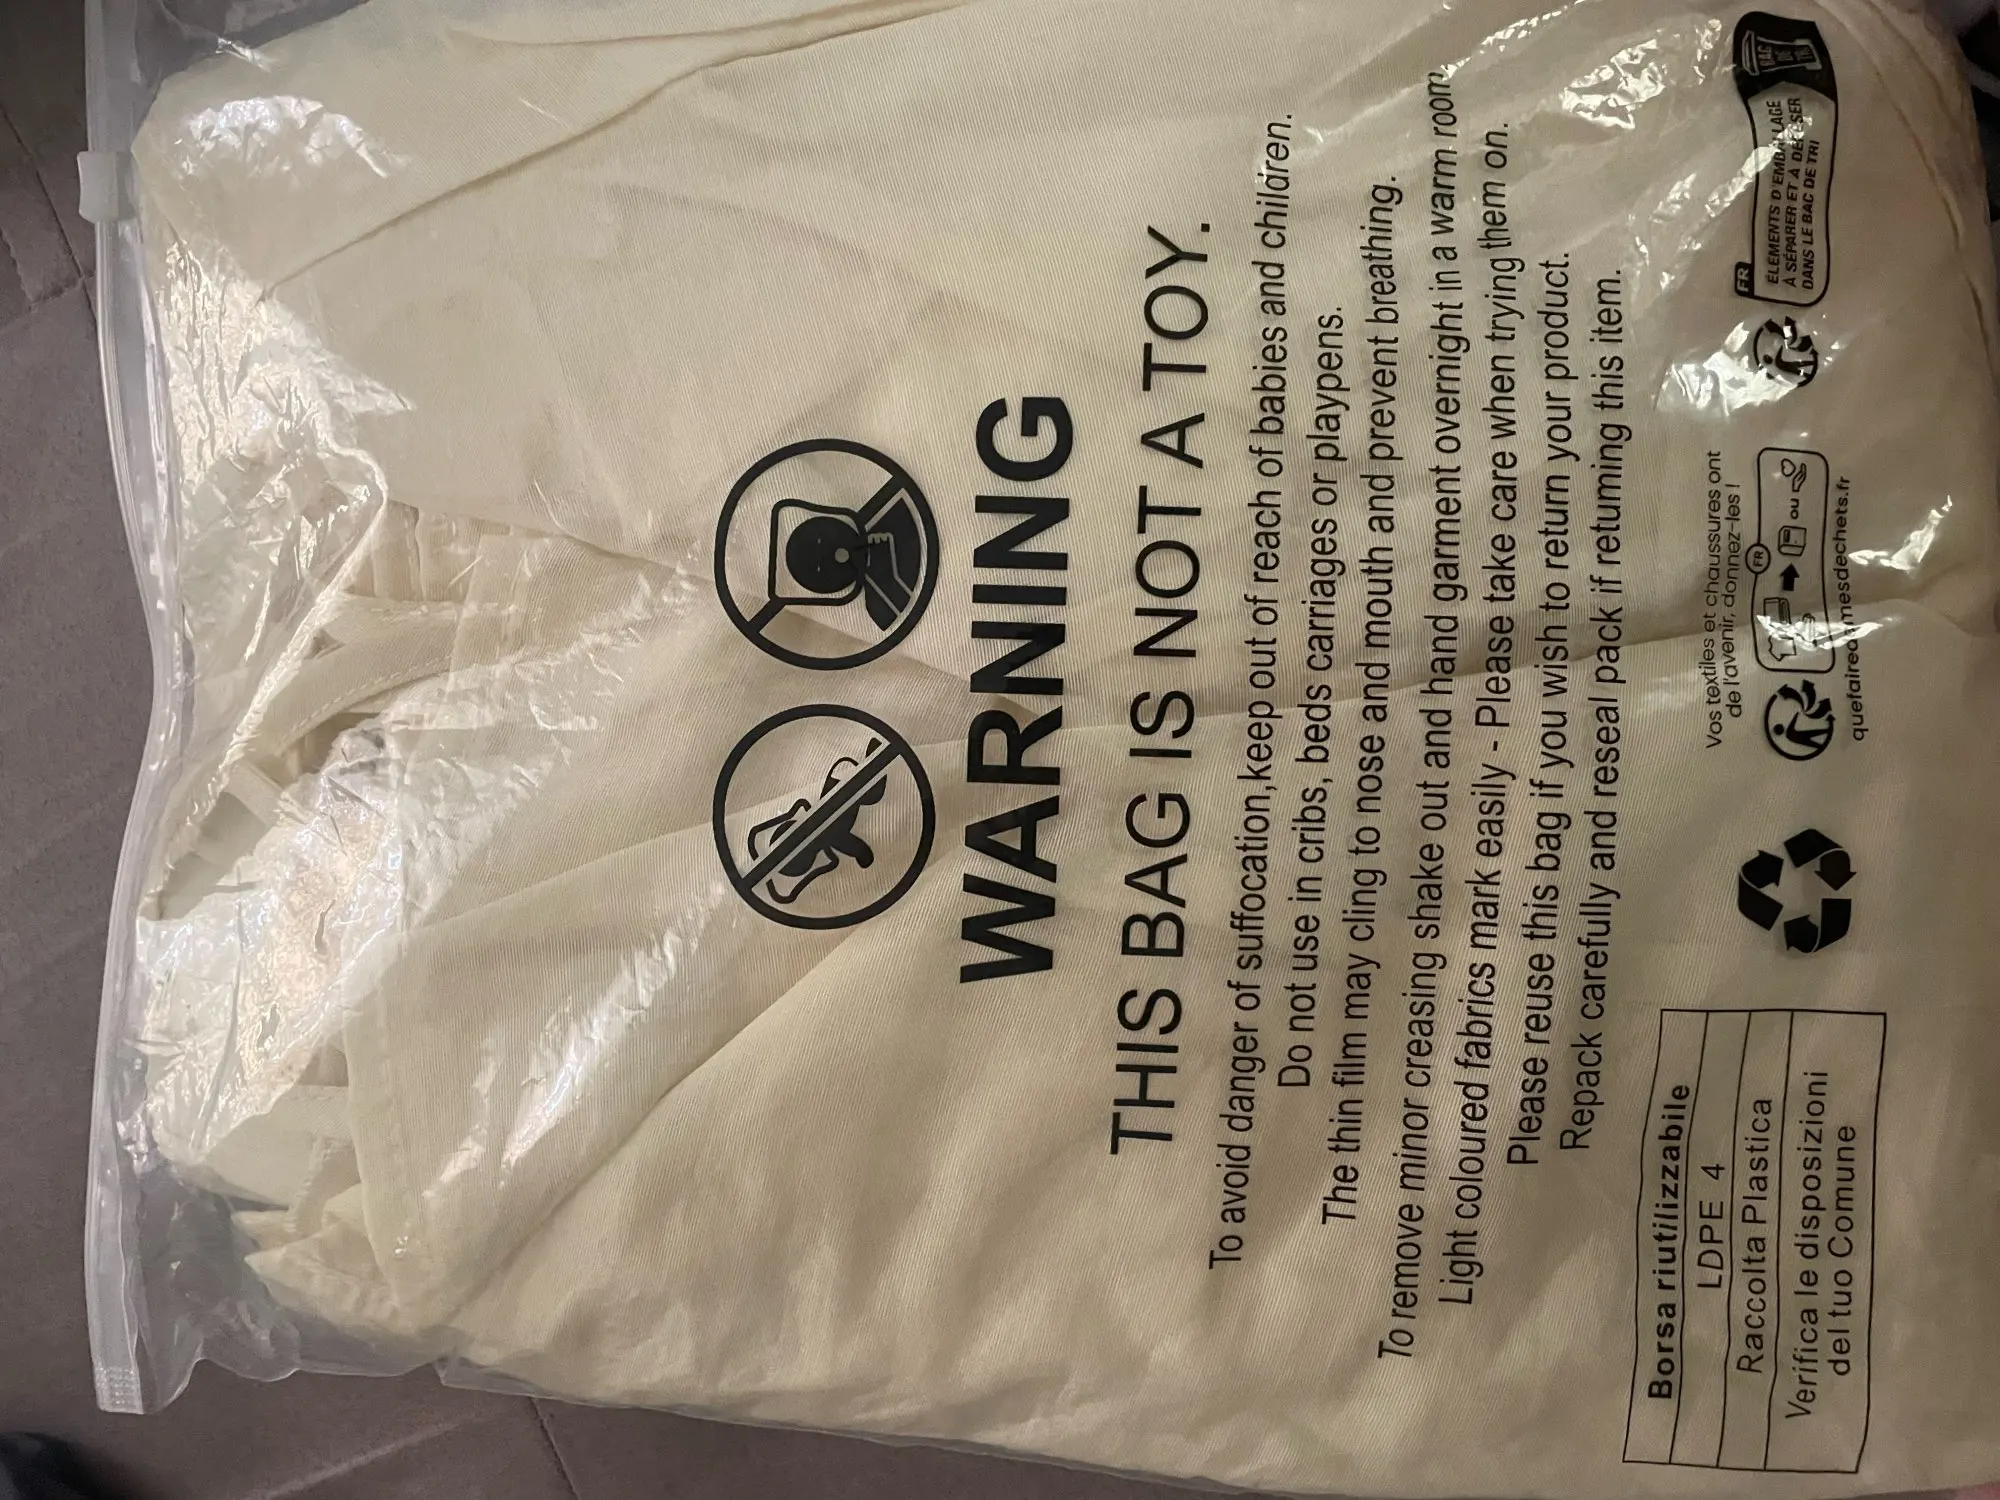 WARNING
THIS BAG IS NOT A TOY.
To avoid danger of suffocation,keep out of reach of babies and children.
Do not use in cribs, beds carriages or playpens.
The thin film may cling to nose and mouth and prevent breathing.
To remove minor creasing shake out and hand garment overnight in a warm room.
Light coloured fabrics mark easily - Please take care when trying them on.
Please reuse this bag if you wish to return your product.
Repack carefully and reseal pack if returning this item.
Borsa riutilizzabile
LDPE 4
Raccolta Plastica
Verifica le disposizioni
del tuo Comune
Vos textiles et chaussures ont
de l'avenir, donnez-les !
FR
ou
quefairedemesdechets.fr
FR
ÉLÉMENTS D'EMBALLAGE
À SÉPARER ET À DÉPOSER
DANS LE BAC DE TRI
BAC
DE
TRI